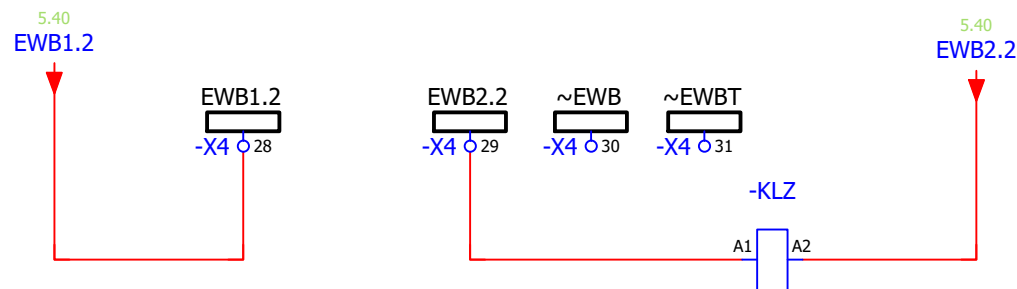 5.40
EWB1.2
5.40
EWB2.2
EWB1.2
EWB2.2
~EWB
~EWBT
-X4 28
-X4 29
-X4 30
-X4 31
-KLZ
A1
A2